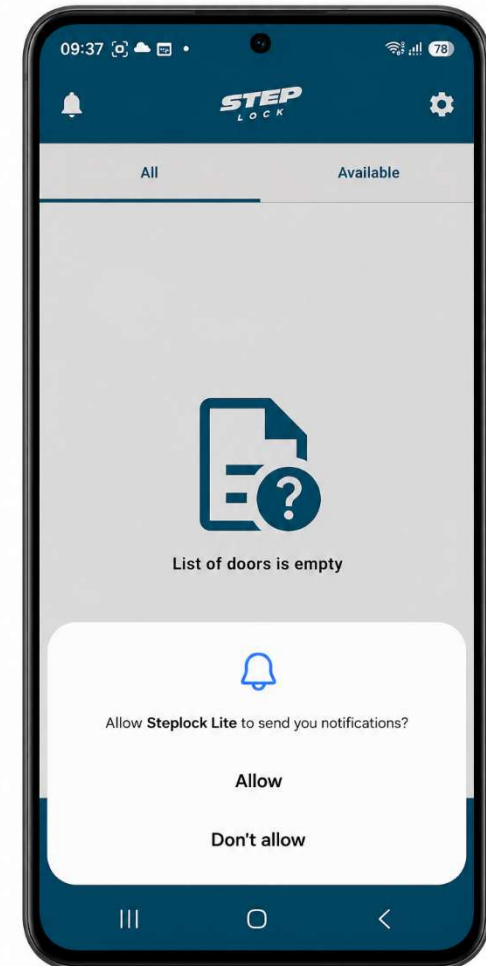 09:37
78
STEP
LOCK
All
Available
List of doors is empty
Allow Steplock Lite to send you notifications?
Allow
Don't allow